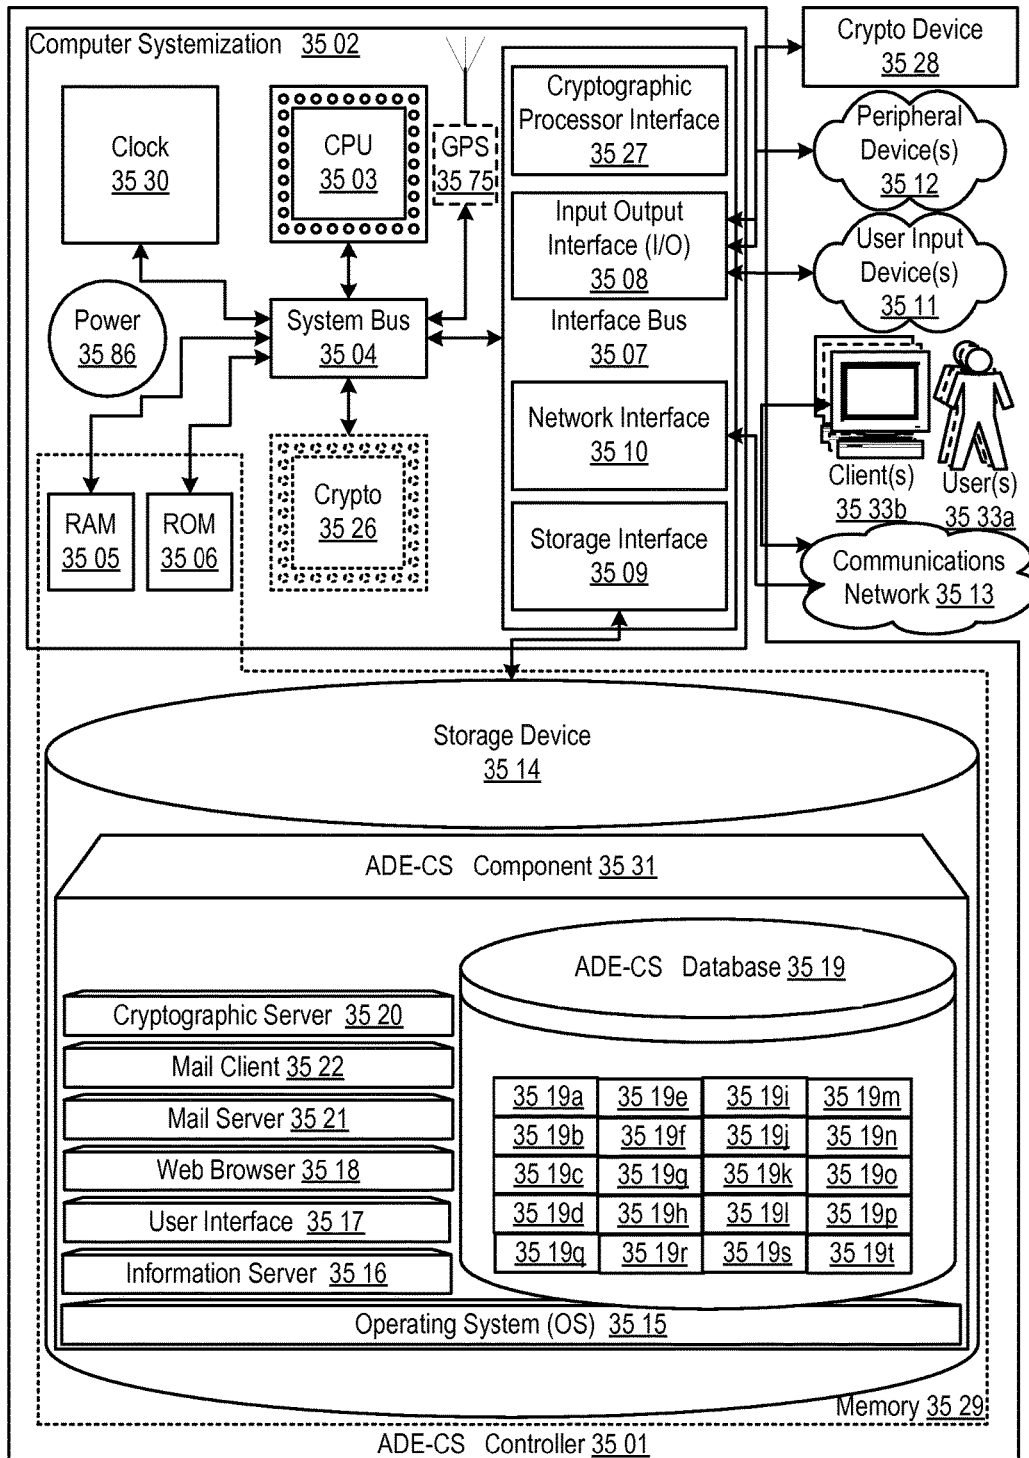 Computer Systemization 35 02
Clock
35 30
CPU
35 03
GPS
35 75
Cryptographic
Processor Interface
35 27
Crypto Device
35 28
Peripheral
Device(s)
35 12
Input Output
Interface (I/O)
35 08
User Input
Device(s)
35 11
Power
35 86
System Bus
35 04
Interface Bus
35 07
Network Interface
35 10
Client(s)
35 33b
User(s)
35 33a
RAM
35 05
ROM
35 06
Crypto
35 26
Storage Interface
35 09
Communications
Network 35 13
Storage Device
35 14
ADE-CS Component 35 31
ADE-CS Database 35 19
Cryptographic Server 35 20
Mail Client 35 22
Mail Server 35 21
Web Browser 35 18
User Interface 35 17
Information Server 35 16
35 19a 35 19e 35 19i 35 19m
35 19b 35 19f 35 19j 35 19n
35 19c 35 19g 35 19k 35 19o
35 19d 35 19h 35 19l 35 19p
35 19q 35 19r 35 19s 35 19t
Operating System (OS) 35 15
Memory 35 29
ADE-CS Controller 35 01